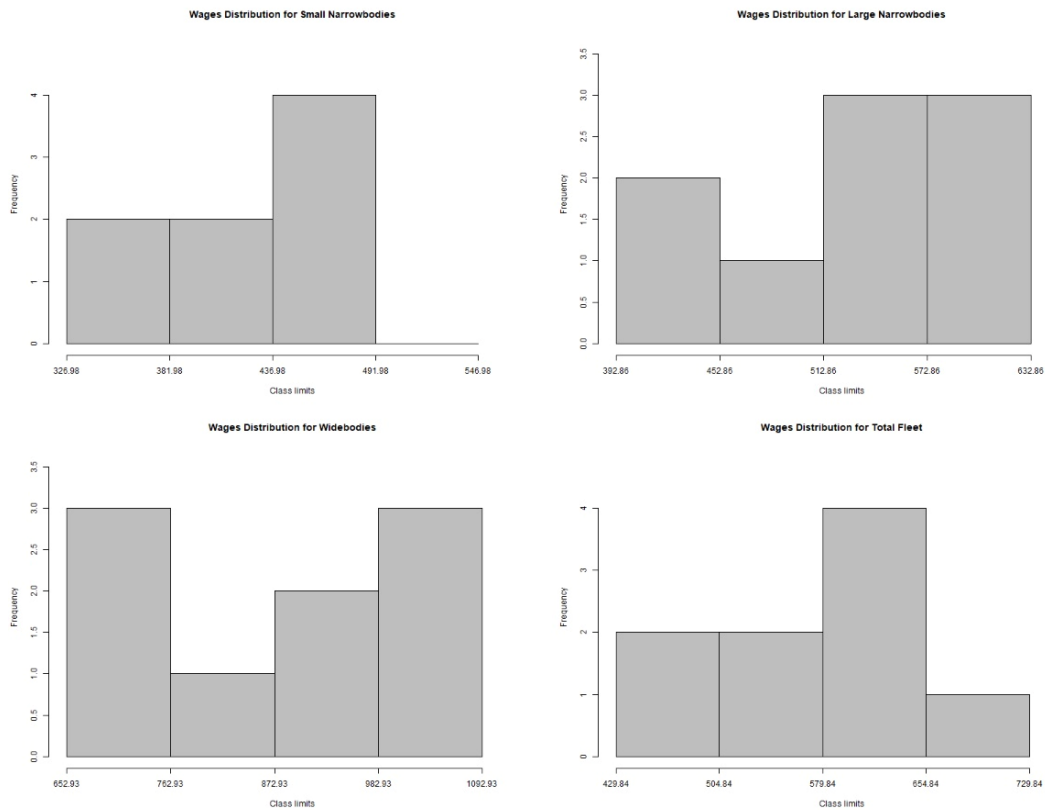 Wages Distribution for Small Narrowbodies
Frequency
4
3
2
1
0
326.98 381.98 436.98 491.98 546.98
Class limits
Wages Distribution for Large Narrowbodies
Frequency
3.5
3.0
2.5
2.0
1.5
1.0
0.5
0.0
392.86 452.86 512.86 572.86 632.86
Class limits
Wages Distribution for Widebodies
Frequency
3.5
3.0
2.5
2.0
1.5
1.0
0.5
0.0
652.93 762.93 872.93 982.93 1092.93
Class limits
Wages Distribution for Total Fleet
Frequency
4
3
2
1
0
429.84 504.84 579.84 654.84 729.84
Class limits